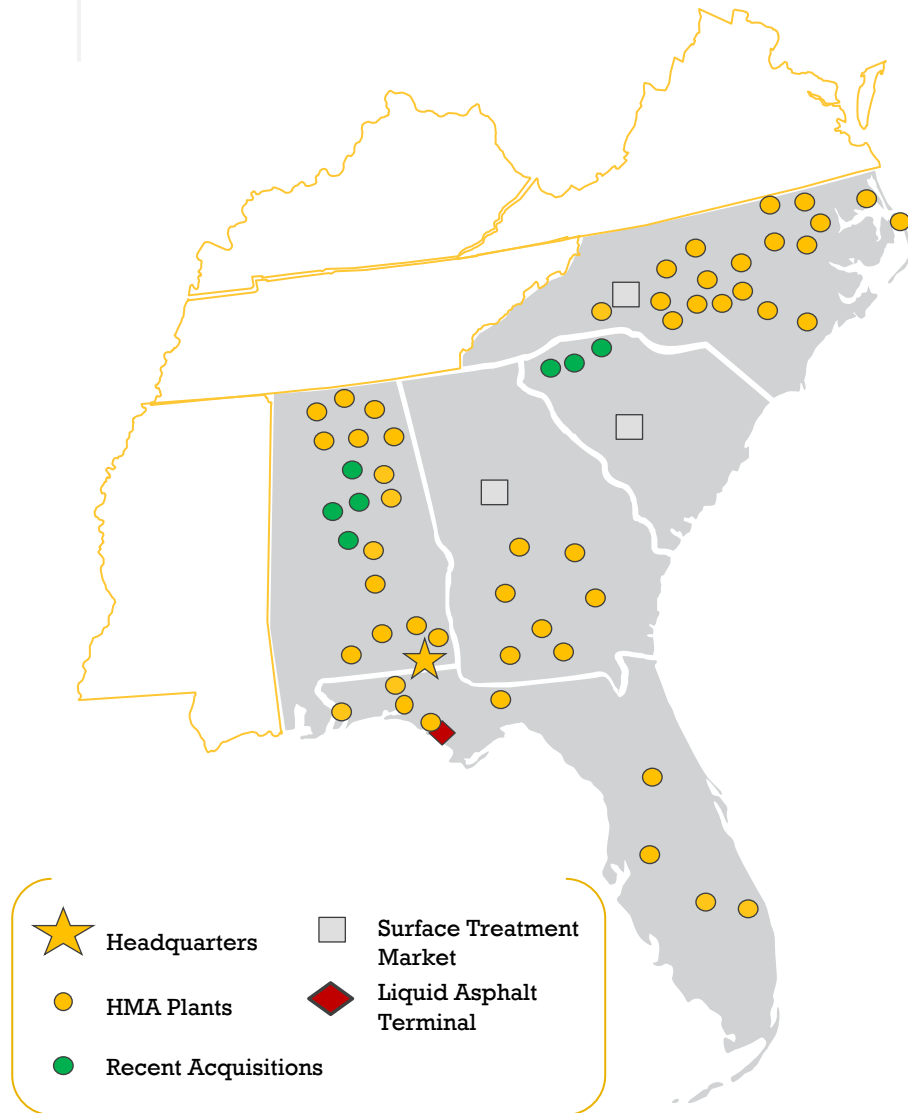 Headquarters
HMA Plants
Recent Acquisitions
Surface Treatment
Market
Liquid Asphalt
Terminal